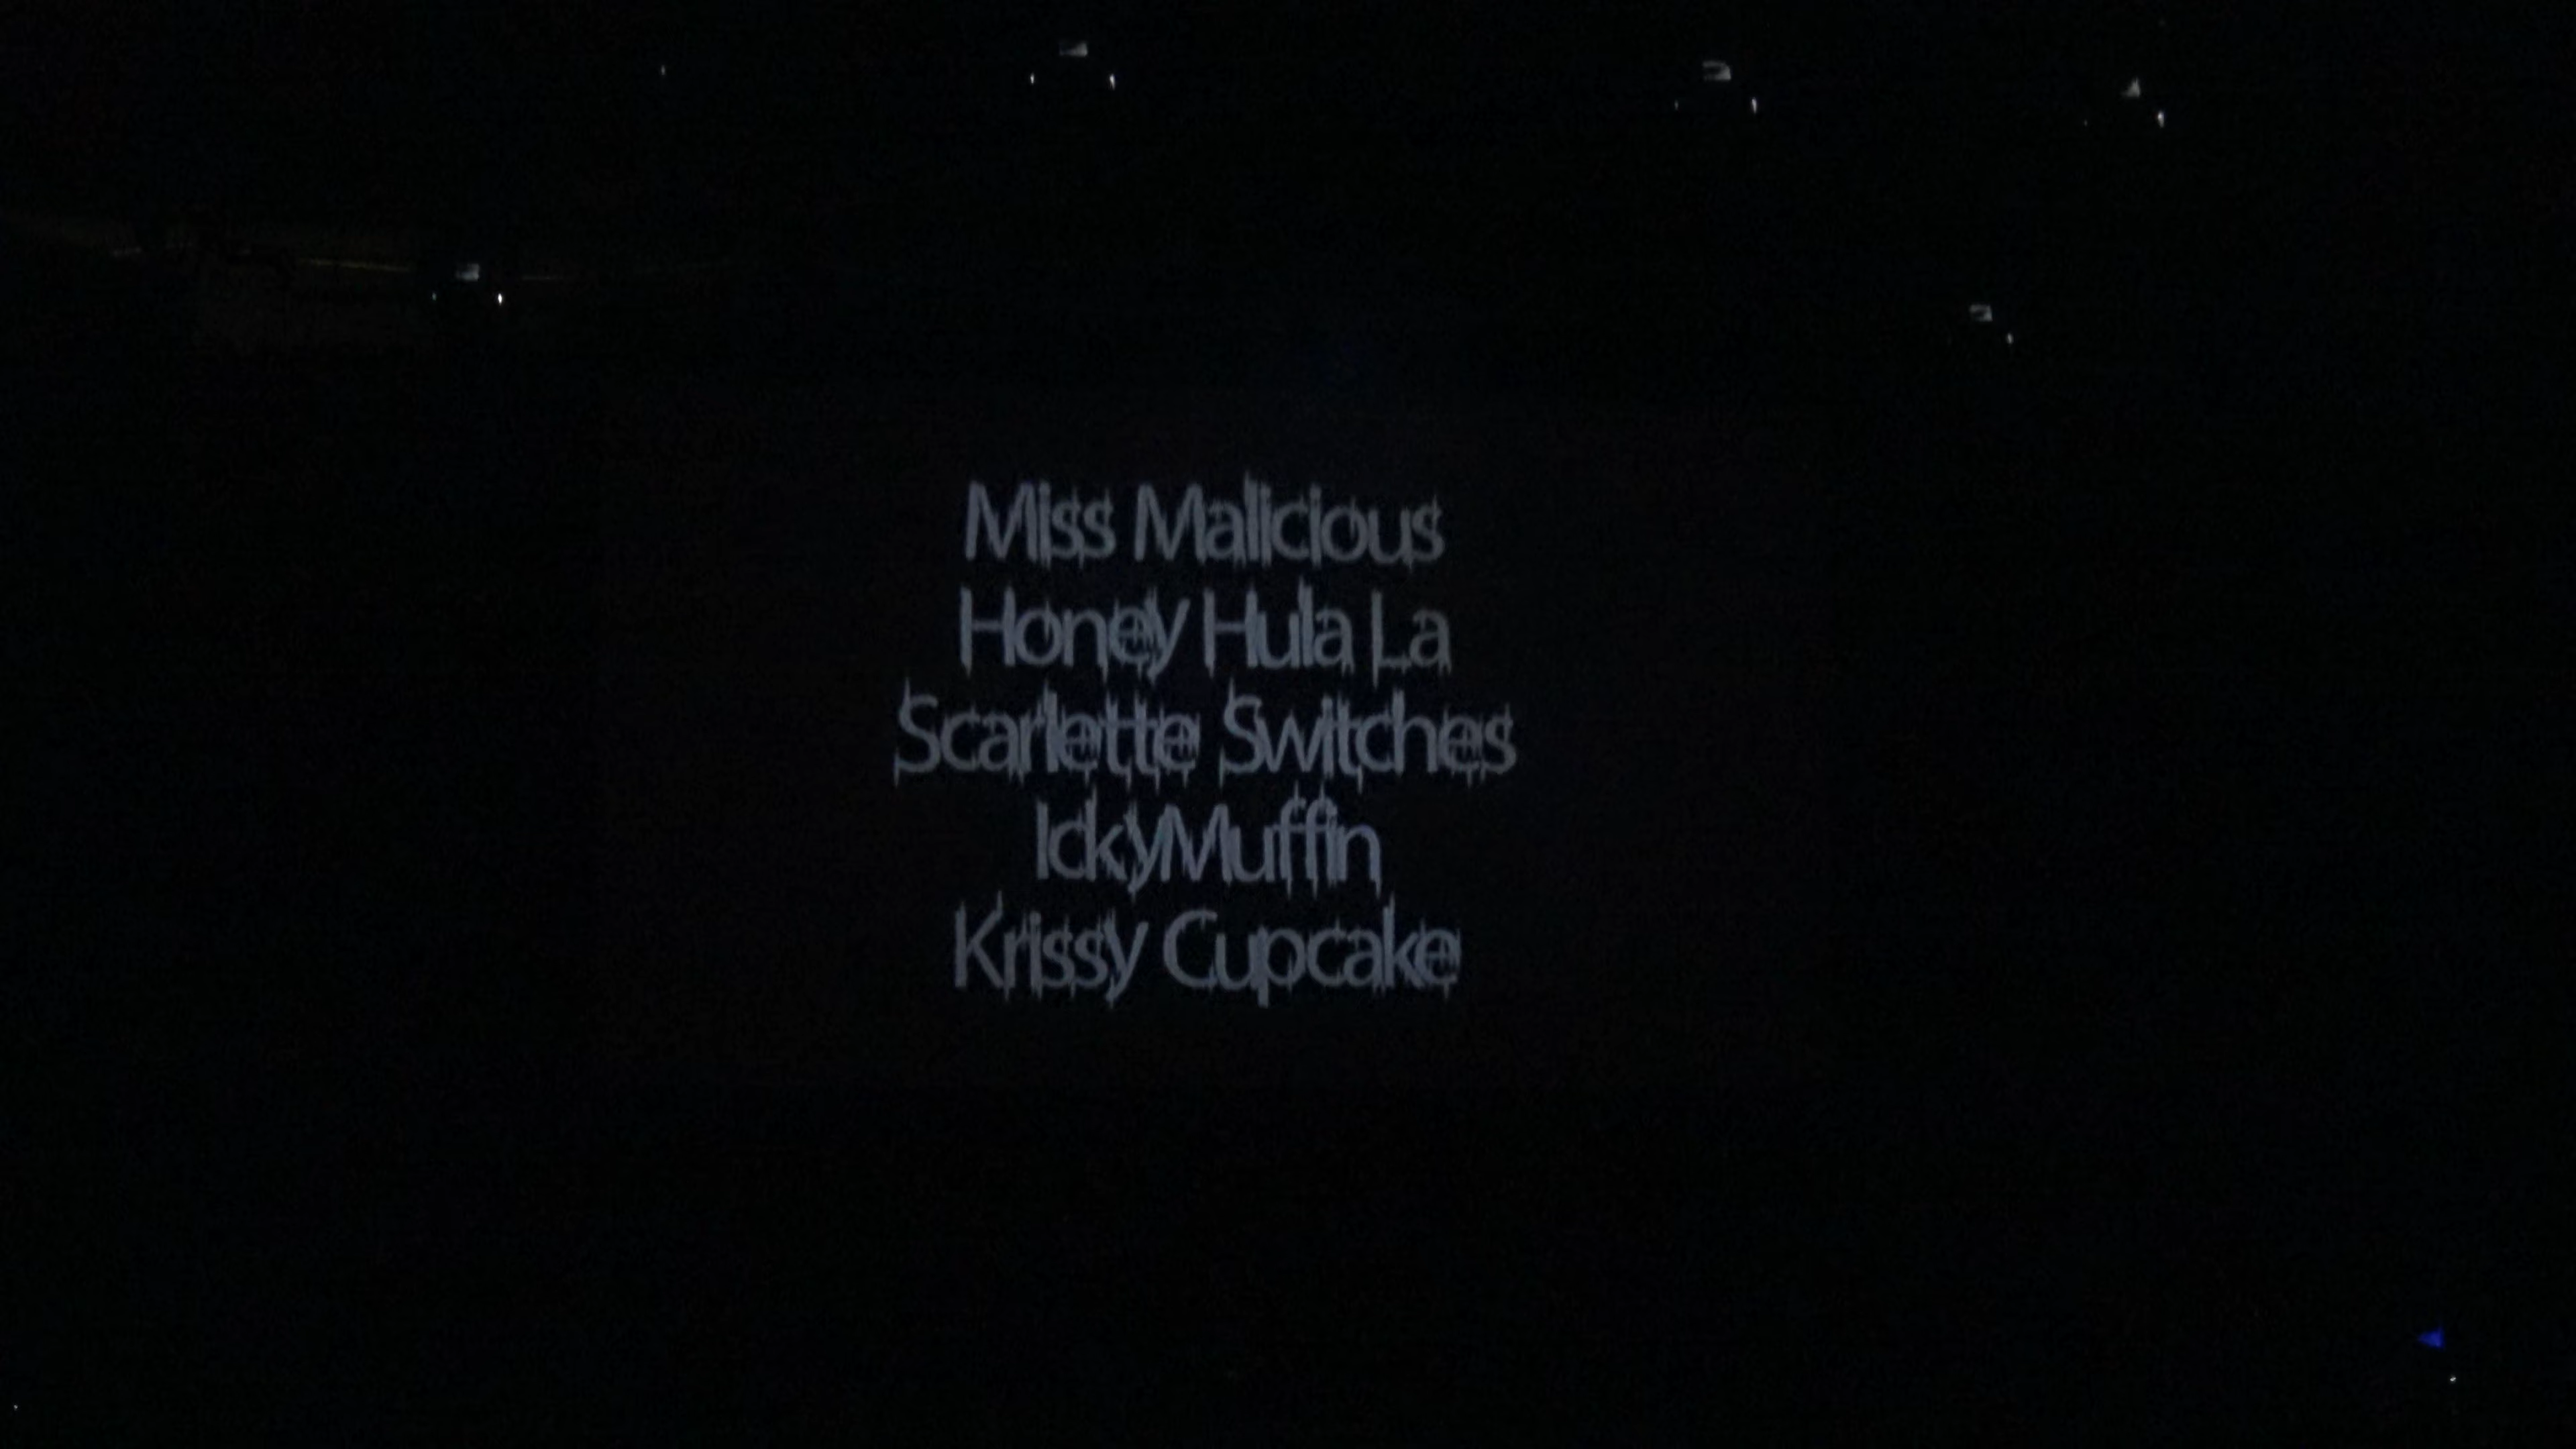 Miss Malicious
Honey Hula La
Scarlette Switches
IckyMuffin
Krissy Cupcake